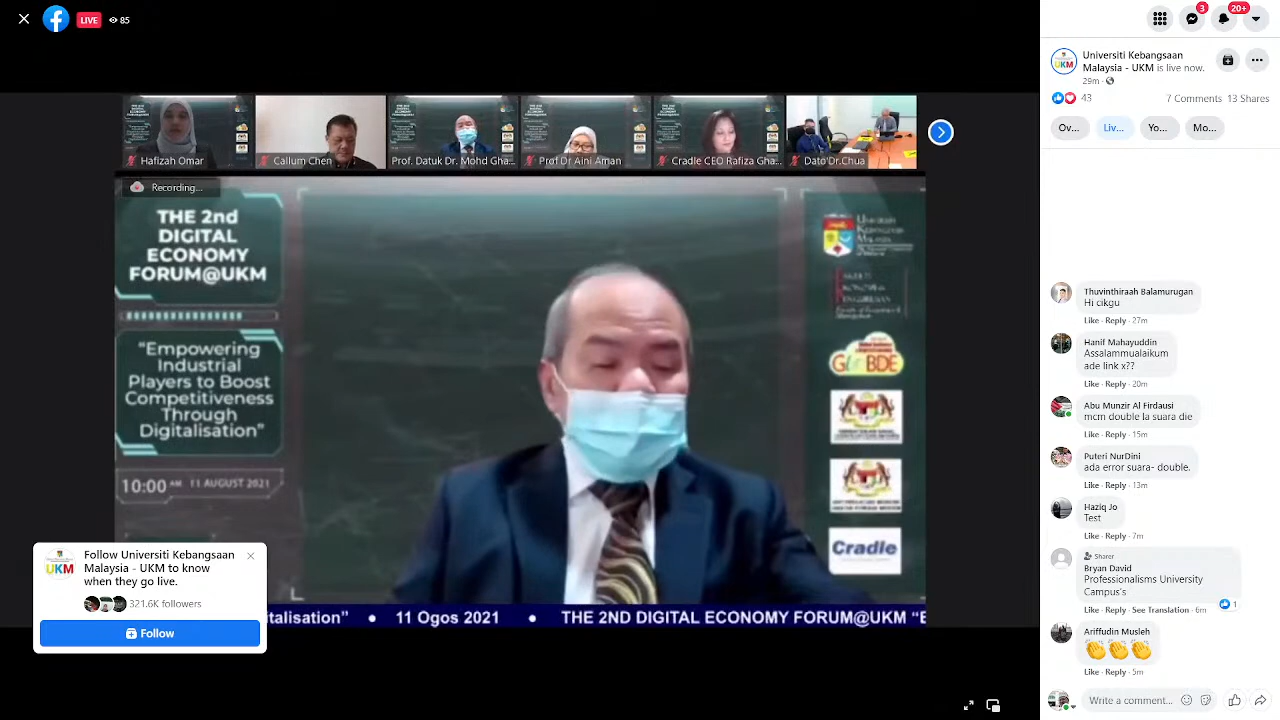 LIVE
85
Hafizah Omar
Callum Chen
Prof. Datuk Dr. Mohd Gha...
Prof Dr Aini Aman
Cradle CEO Rafiza Gha...
Dato'Dr.Chua
Recording...
THE 2nd
DIGITAL
ECONOMY
FORUM@UKM
“Empowering
Industrial
Players to Boost
Competitiveness
Through
Digitalisation”
10:00 AM 11 AUGUST 2021
Cradle
italisation” • 11 Ogos 2021 • THE 2ND DIGITAL ECONOMY FORUM@UKM “E
UKM
Follow Universiti Kebangsaan
Malaysia - UKM to know
when they go live.
321.6K followers
Follow
3
20+
UKM
Universiti Kebangsaan
Malaysia - UKM is live now.
29m ·
43
7 Comments 13 Shares
Ov...
Liv...
Yo...
Mo...
Thuvinthiraah Balamurugan
Hi cikgu
Like · Reply · 27m
Hanif Mahayuddin
Assalammualaikum
ade link x??
Like · Reply · 20m
Abu Munzir Al Firdausi
mcm double la suara die
Like · Reply · 15m
Puteri NurDini
ada error suara- double.
Like · Reply · 13m
Haziq Jo
Test
Like · Reply · 7m
Sharer
Bryan David
Professionalisms University
Campus's
Like · Reply · See Translation · 6m
1
Ariffudin Musleh
👏👏👏
Like · Reply · 5m
Write a comment...